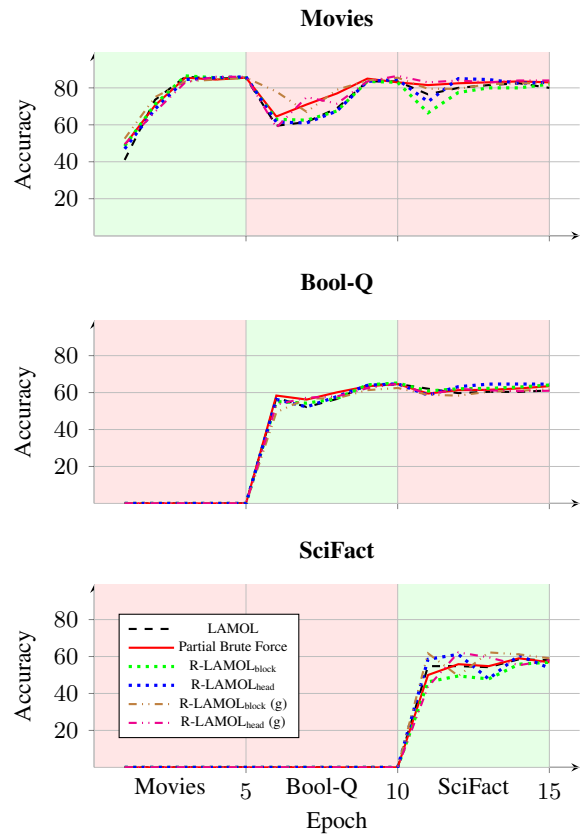 Movies
80
60
40
20
Accuracy
Bool-Q
80
60
40
20
Accuracy
SciFact
80
60
40
20
Accuracy
LAMOL
Partial Brute Force
R-LAMOLblock
R-LAMOLhead
R-LAMOLblock (g)
R-LAMOLhead (g)
Movies 5 Bool-Q 10 SciFact 15
Epoch